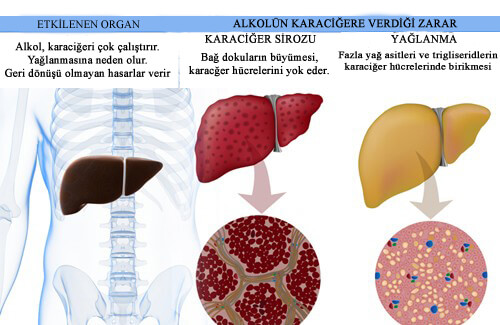 ETKİLENEN ORGAN
Alkol, karaciğeri çok çalıştırır.
Yağlanmasına neden olur.
Geri dönüşü olmayan hasarlar verir
ALKOLÜN KARACİĞERE VERDİĞİ ZARAR
KARACİĞER SİROZU
Bağ dokuların büyümesi,
karacğer hücrelerini yok eder.
YAĞLANMA
Fazla yağ asitleri ve trigliseridlerin
karaciğer hücrelerinde birikmesi